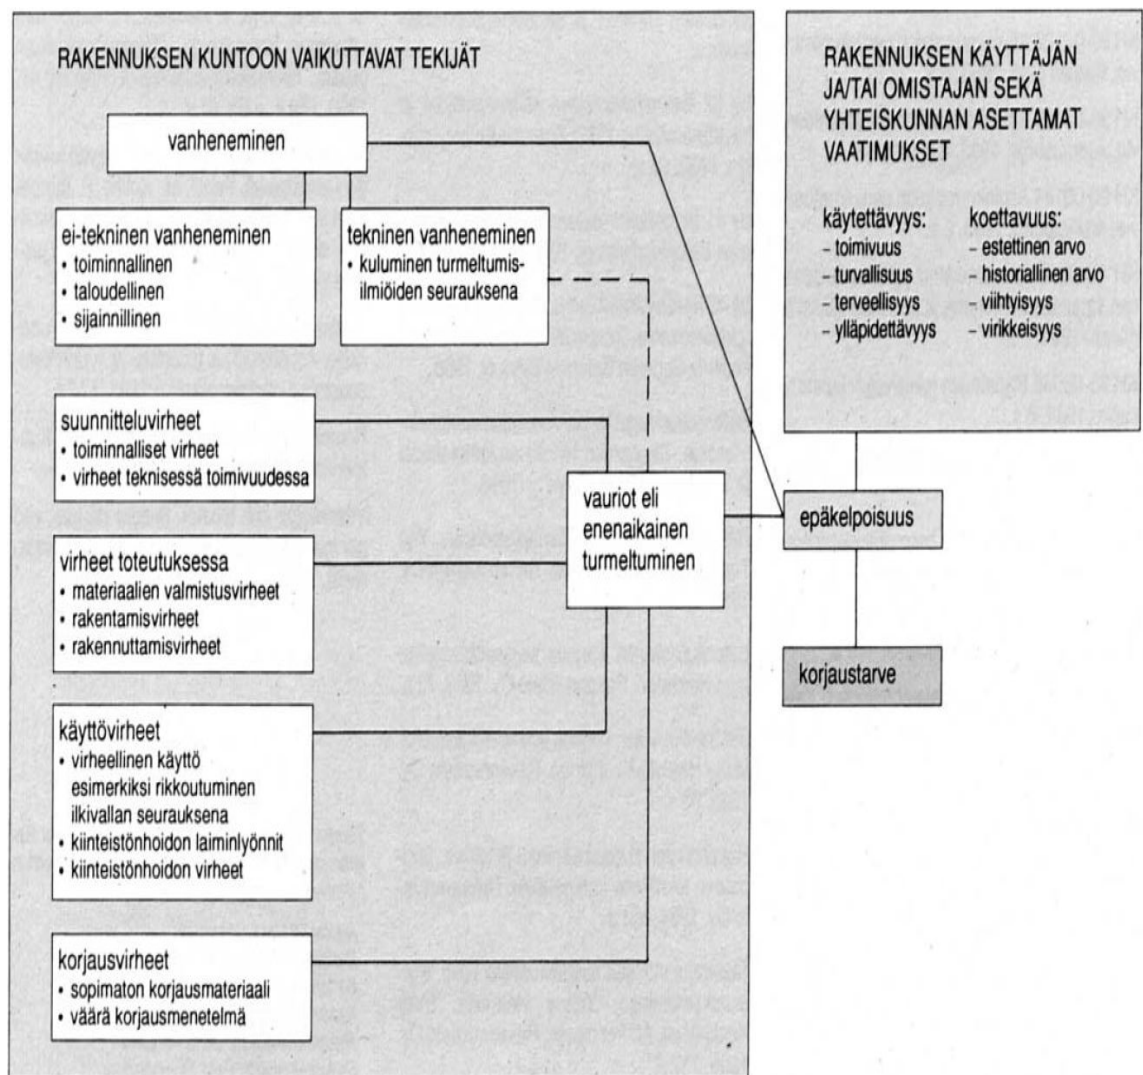 RAKENNUKSEN KUNTOON VAIKUTTAVAT TEKIJÄT
vanheneminen
ei-tekninen vanheneminen
• toiminnallinen
• taloudellinen
• sijainnillinen
tekninen vanheneminen
• kuluminen turmeltumis-
ilmiöiden seurauksena
suunnitteluvirheet
• toiminnalliset virheet
• virheet teknisessä toimivuudessa
virheet toteutuksessa
• materiaalien valmistusvirheet
• rakentamisvirheet
• rakennuttamisvirheet
käyttövirheet
• virheellinen käyttö
esimerkiksi rikkoutuminen
ilkivallan seurauksena
• kiinteistönhoidon laiminlyönnit
• kiinteistönhoidon virheet
korjausvirheet
• sopimaton korjausmateriaali
• väärä korjausmenetelmä
vauriot eli
enenaikainen
turmeltuminen
RAKENNUKSEN KÄYTTÄJÄN
JA/TAI OMISTAJAN SEKÄ
YHTEISKUNNAN ASETTAMAT
VAATIMUKSET
käytettävyys:
– toimivuus
– turvallisuus
– terveellisyys
– ylläpidettävyys
koettavuus:
– estettinen arvo
– historiallinen arvo
– viihtyisyys
– virikkeisyys
epäkelpoisuus
korjaustarve